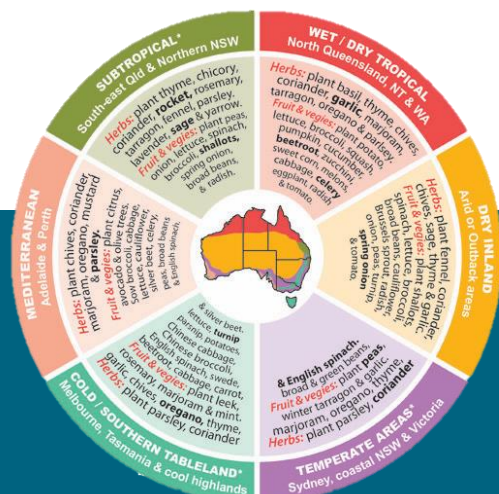 SUBTROPICAL*
South-east Qld & Northern NSW
Herbs: plant thyme, chicory,
coriander, rocket, rosemary,
tarragon, fennel, parsley,
lavender, sage & yarrow.
Fruit & vegies: plant peas,
onion, lettuce, spinach,
broccoli, shallots,
spring onion,
broad beans,
& radish.
WET / DRY TROPICAL
North Queensland, NT & WA
Herbs: plant basil, thyme, chives,
coriander, garlic, marjoram,
tarragon, oregano & parsley.
Fruit & vegies: plant potato,
lettuce, broccoli, squash,
pumpkin, cucumber,
beetroot, zucchini,
sweet corn, melons,
cabbage, celery
eggplant, radish
& tomato.
DRY INLAND
Arid or Outback areas
Herbs: plant fennel, coriander,
chives, sage, thyme & garlic.
Fruit & vegies: plant shallots,
spinach, lettuce, broccoli,
broad beans, cauliflower,
brussels sprout, radish,
onion, peas, turnip
spring onion
& tomato.
TEMPERATE AREAS*
Sydney, coastal NSW & Victoria
Herbs: plant parsley, coriander
marjoram, oregano, thyme,
winter tarragon & garlic.
Fruit & vegies: plant peas,
broad & green beans,
& English spinach.
COLD / SOUTHERN TABLELAND*
Melbourne, Tasmania & cool highlands
Herbs: plant parsley, coriander
garlic chives, oregano, thyme,
rosemary, marjoram & mint.
Fruit & vegies: plant leek,
beetroot, cabbage, carrot,
English spinach, swede,
Chinese broccoli,
Chinese cabbage,
parsnip, potatoes,
lettuce, turnip
& silver beet.
MEDITERRANEAN
Adelaide & Perth
Herbs: plant chives, coriander
marjoram, oregano, mustard
& parsley.
Fruit & vegies: plant citrus,
avocado & olive trees.
Sow broccoli, cabbage,
lettuce, cauliflower,
silver beet, celery,
peas, broad beans
& English spinach.